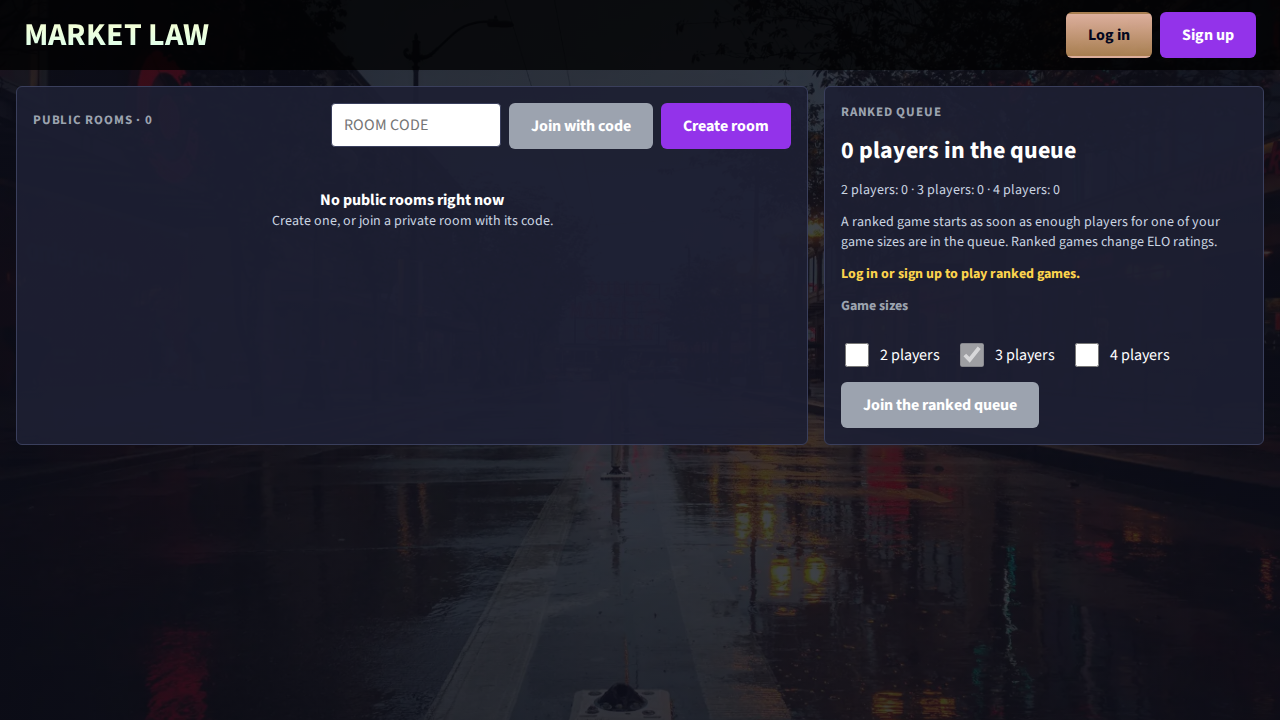 MARKET LAW
Log in
Sign up
PUBLIC ROOMS · 0
ROOM CODE
Join with code
Create room
No public rooms right now
Create one, or join a private room with its code.
RANKED QUEUE
0 players in the queue
2 players: 0 · 3 players: 0 · 4 players: 0
A ranked game starts as soon as enough players for one of your
game sizes are in the queue. Ranked games change ELO ratings.
Log in or sign up to play ranked games.
Game sizes
2 players
3 players
4 players
Join the ranked queue